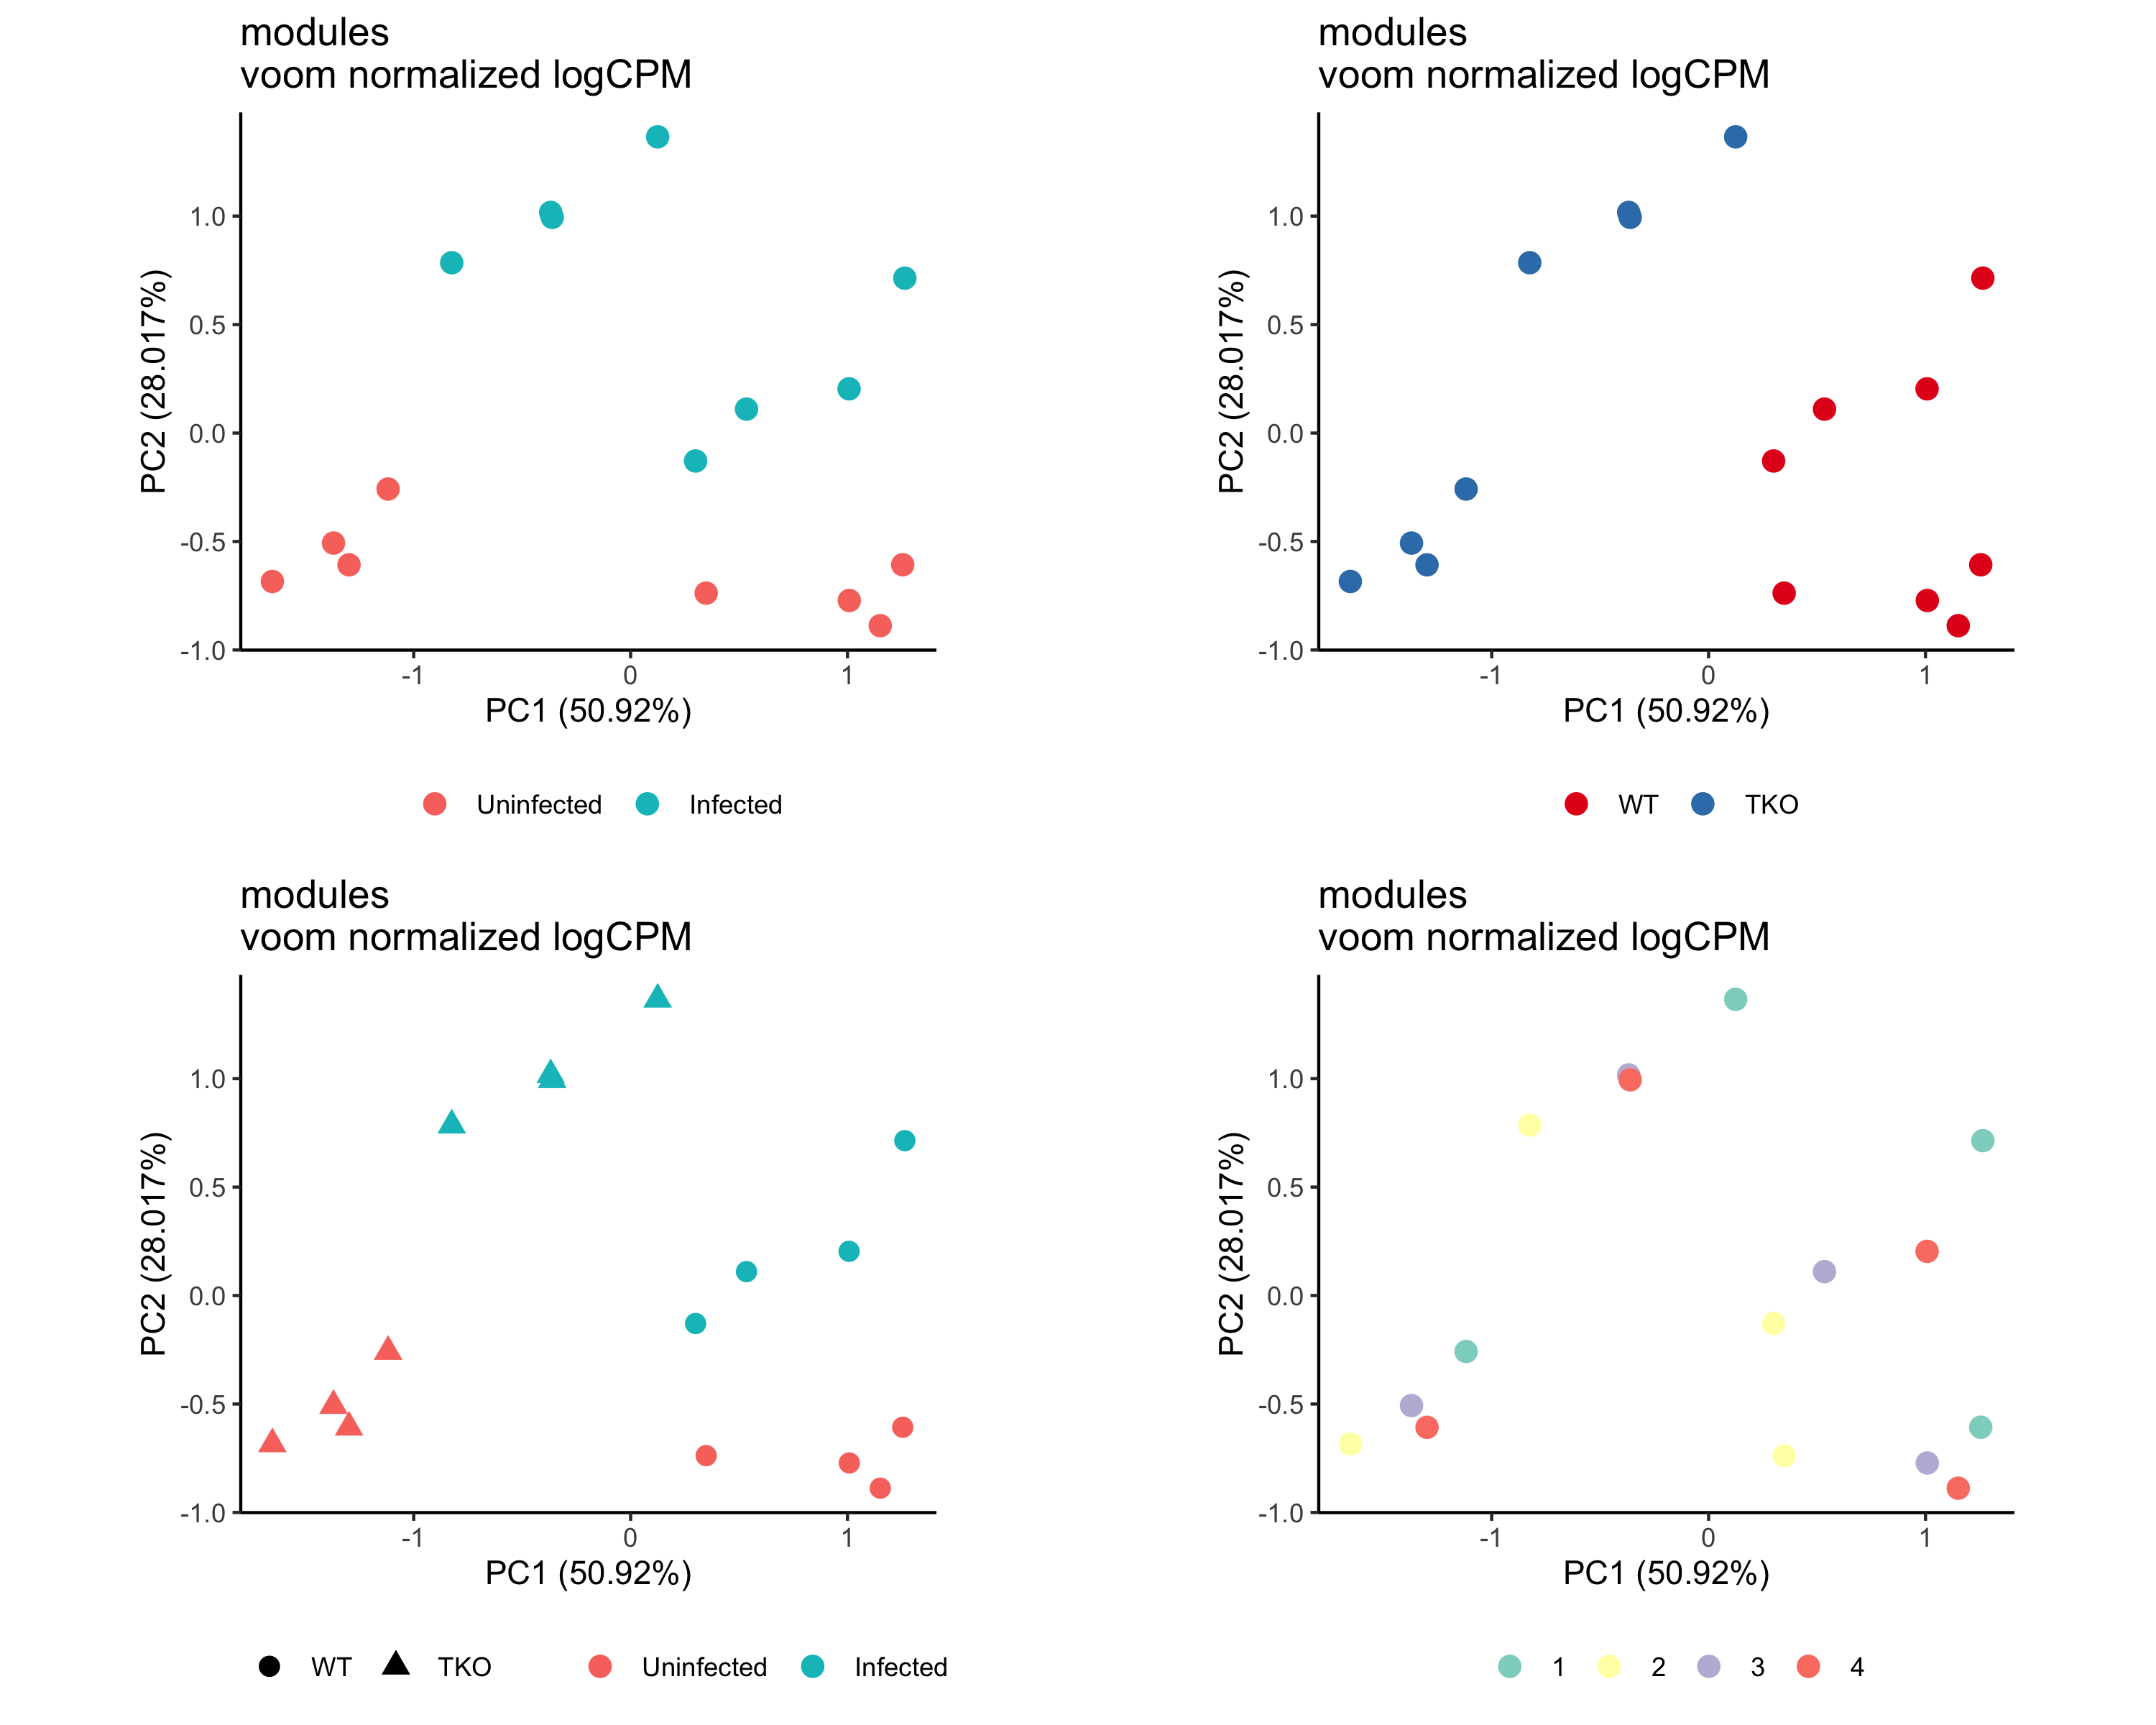 modules
voom normalized logCPM
PC2 (28.017%)
1.0
0.5
0.0
-0.5
-1.0
-1 0 1
PC1 (50.92%)
Uninfected Infected
modules
voom normalized logCPM
PC2 (28.017%)
1.0
0.5
0.0
-0.5
-1.0
-1 0 1
PC1 (50.92%)
WT TKO
modules
voom normalized logCPM
PC2 (28.017%)
1.0
0.5
0.0
-0.5
-1.0
-1 0 1
PC1 (50.92%)
WT TKO Uninfected Infected
modules
voom normalized logCPM
PC2 (28.017%)
1.0
0.5
0.0
-0.5
-1.0
-1 0 1
PC1 (50.92%)
1 2 3 4